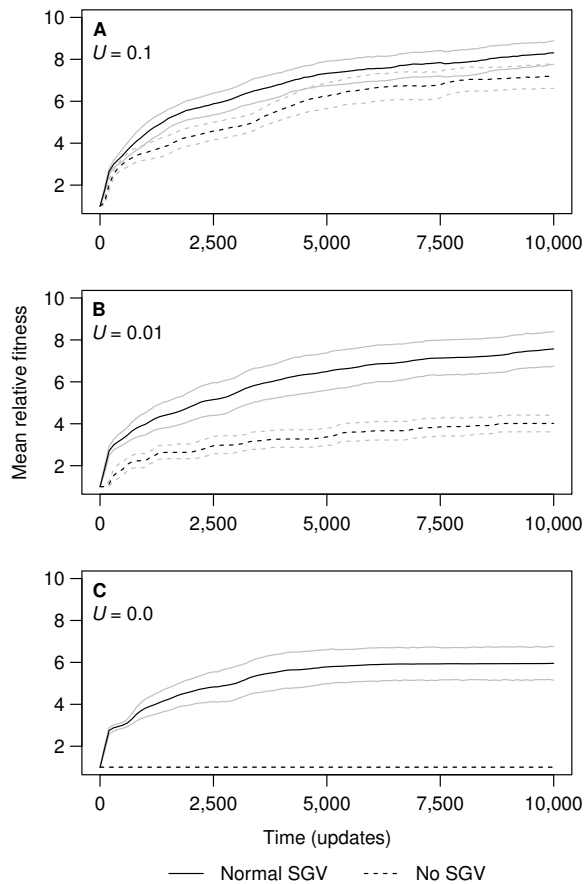 A
U = 0.1
10
8
6
4
2
0 2,500 5,000 7,500 10,000
B
U = 0.01
10
8
6
4
2
0 2,500 5,000 7,500 10,000
Mean relative fitness
C
U = 0.0
10
8
6
4
2
0 2,500 5,000 7,500 10,000
Time (updates)
Normal SGV No SGV